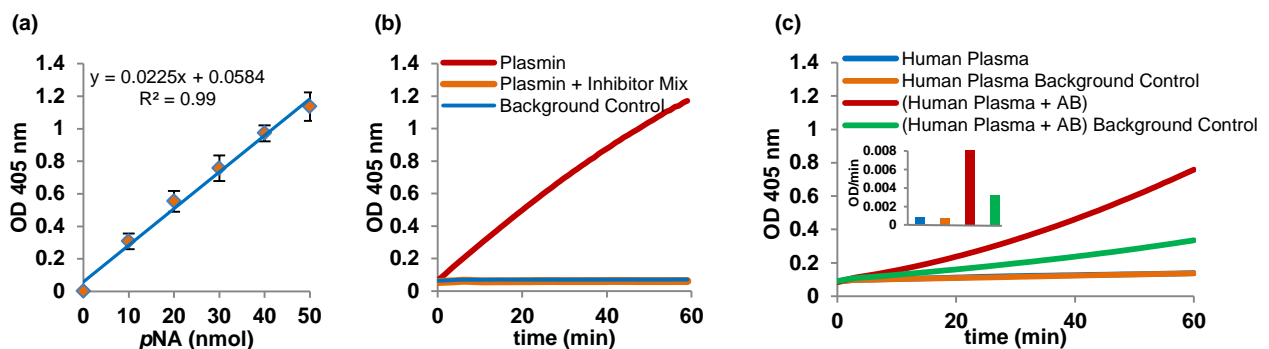 (a)
y = 0.0225x + 0.0584
R² = 0.99
OD 405 nm
1.4
1.2
1
0.8
0.6
0.4
0.2
0
0 10 20 30 40 50
pNA (nmol)
(b)
Plasmin
Plasmin + Inhibitor Mix
Background Control
OD 405 nm
1.4
1.2
1
0.8
0.6
0.4
0.2
0
0 20 40 60
time (min)
(c)
Human Plasma
Human Plasma Background Control
(Human Plasma + AB)
(Human Plasma + AB) Background Control
OD 405 nm
1.4
1.2
1
0.8
0.6
0.4
0.2
0
OD/min
0.008
0.006
0.004
0.002
0
0 20 40 60
time (min)